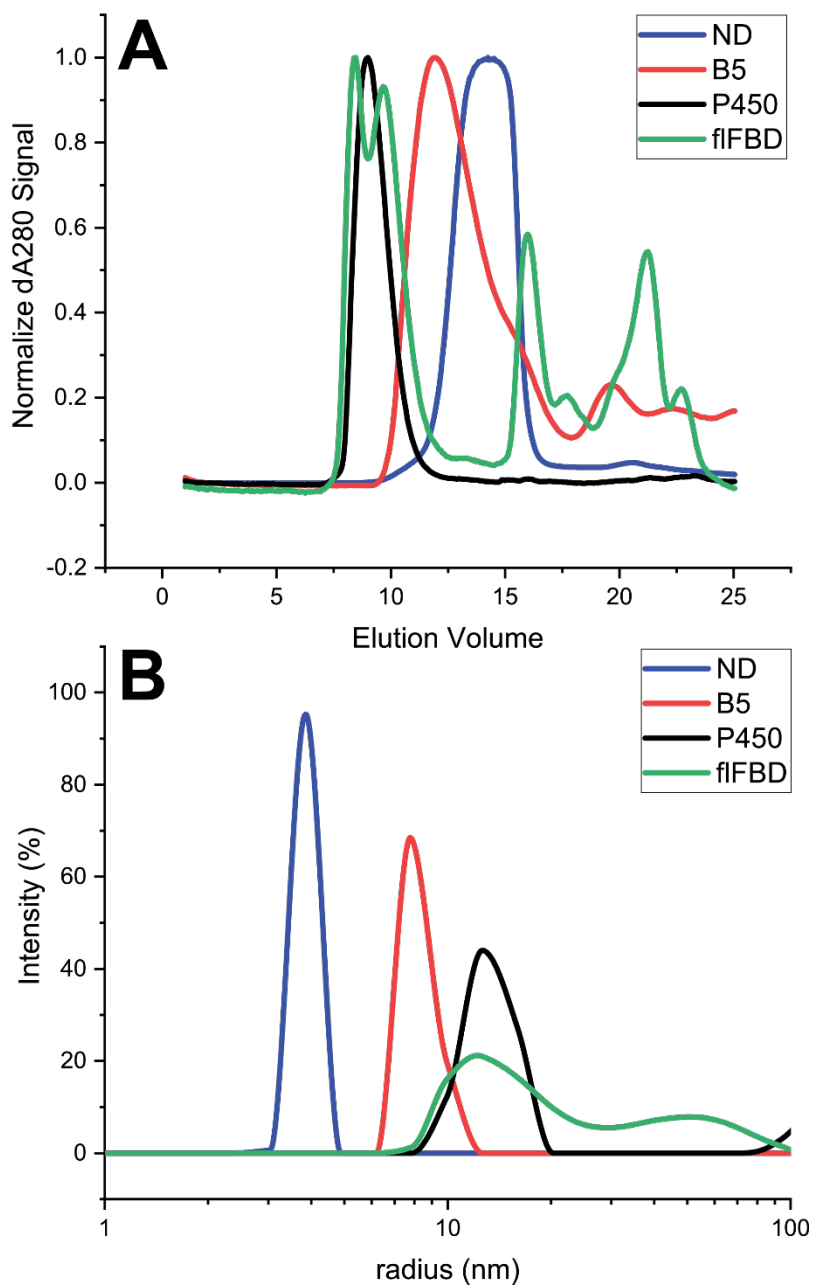 A
ND
B5
P450
flFBD
1.0
0.8
0.6
0.4
0.2
0.0
-0.2
Normalize dA280 Signal
0 5 10 15 20 25
Elution Volume
B
ND
B5
P450
flFBD
100
80
60
40
20
0
Intensity (%)
1 10 100
radius (nm)